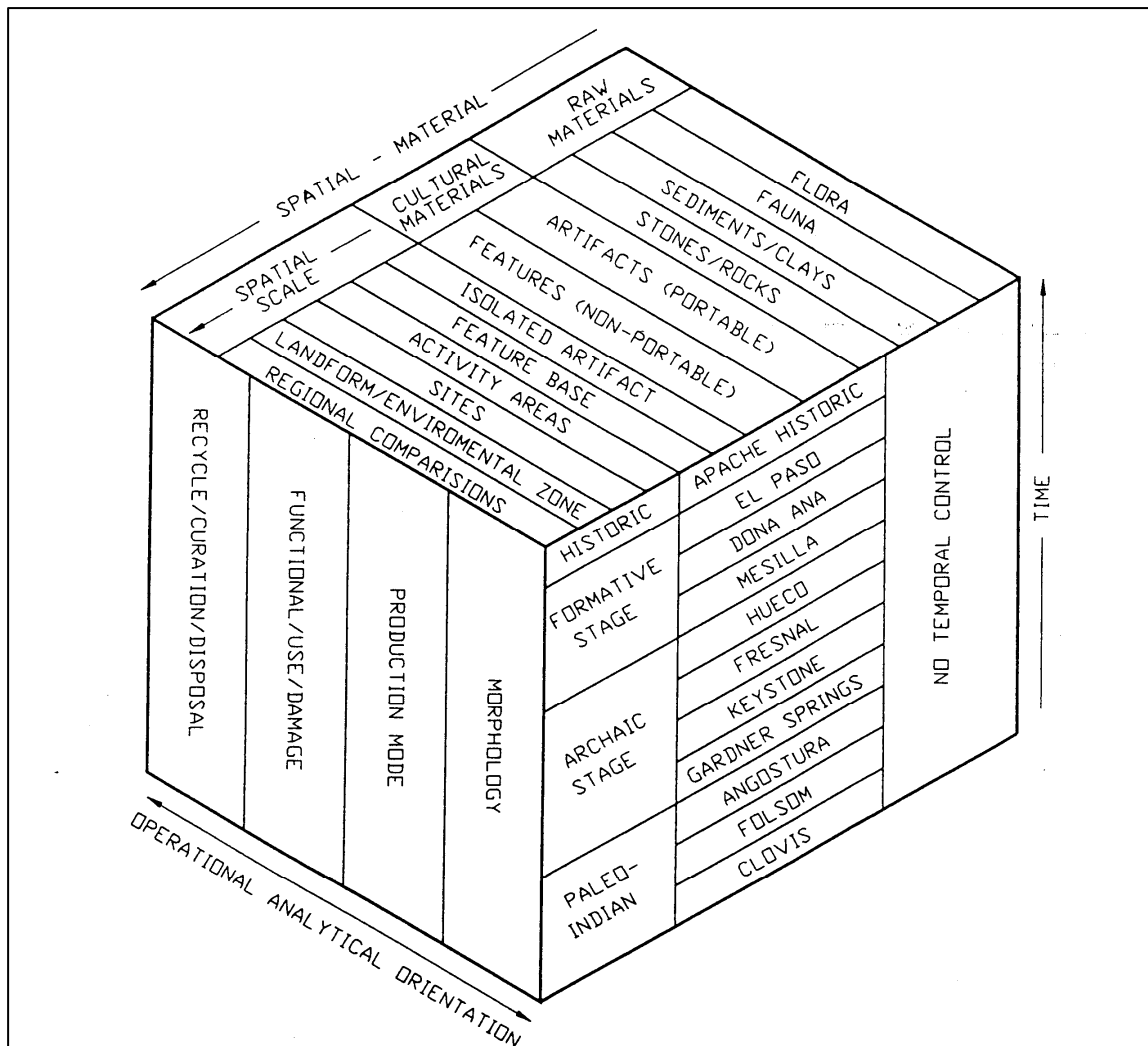 SPATIAL - MATERIAL
RAW
MATERIALS
CULTURAL
MATERIALS
SPATIAL
SCALE
FLORA
FAUNA
SEDIMENTS/CLAYS
STONES/ROCKS
ARTIFACTS (PORTABLE)
FEATURES (NON-PORTABLE)
ISOLATED ARTIFACT
FEATURE BASE
ACTIVITY AREAS
SITES
LANDFORM/ENVIROMENTAL ZONE
REGIONAL COMPARISIONS
RECYCLE/CURATION/DISPOSAL
FUNCTIONAL/USE/DAMAGE
PRODUCTION MODE
MORPHOLOGY
OPERATIONAL ANALYTICAL ORIENTATION
HISTORIC
FORMATIVE
STAGE
ARCHAIC
STAGE
PALEO-
INDIAN
APACHE HISTORIC
EL PASO
DONA ANA
MESILLA
HUECO
FRESNAL
KEYSTONE
GARDNER SPRINGS
ANGOSTURA
FOLSOM
CLOVIS
NO TEMPORAL CONTROL
TIME